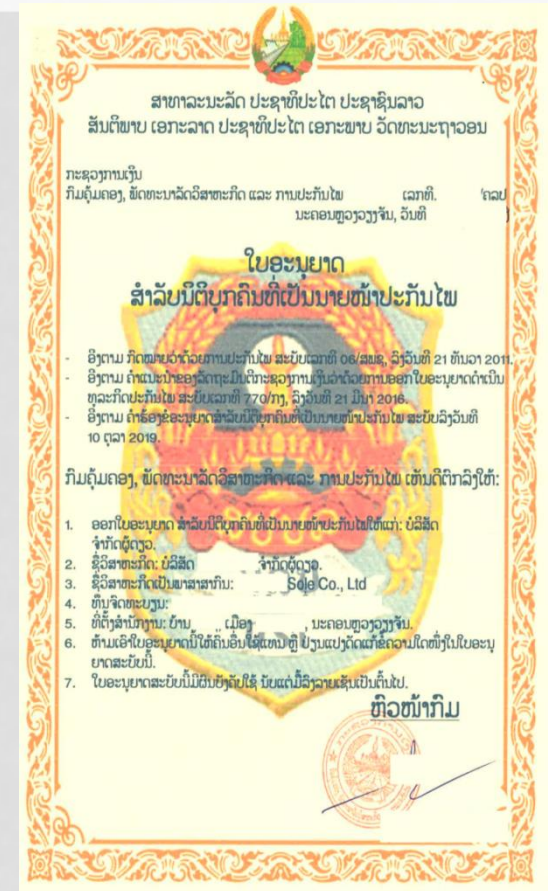 ສາທາລະນະລັດ ປະຊາທິປະໄຕ ປະຊາຊົນລາວ
ສັນຕິພາບ ເອກະລາດ ປະຊາທິປະໄຕ ເອກະພາບ ວັດທະນະຖາວອນ
ກະຊວງການເງິນ
ກົມຄຸ້ມຄອງ, ພັດທະນາລັດວິສາຫະກິດ ແລະ ການປະກັນໄພ ເລກທີ. /ຄລປ
ນະຄອນຫຼວງວຽງຈັນ, ວັນທີ
ໃບອະນຸຍາດ
ສຳລັບນິຕິບຸກຄົນທີ່ເປັນນາຍໜ້າປະກັນໄພ
- ອີງຕາມ ກົດໝາຍວ່າດ້ວຍການປະກັນໄພ ສະບັບເລກທີ 06/ສພຊ, ລົງວັນທີ 21 ທັນວາ 2011.
- ອີງຕາມ ຄຳແນະນຳຂອງລັດຖະມົນຕີກະຊວງການເງິນວ່າດ້ວຍການອອກໃບອະນຸຍາດດຳເນີນ
ທຸລະກິດປະກັນໄພ ສະບັບເລກທີ 770/ກງ, ລົງວັນທີ 21 ມີນາ 2016.
- ອີງຕາມ ຄຳຮ້ອງຂໍອະນຸຍາດສຳລັບນິຕິບຸກຄົນທີ່ເປັນນາຍໜ້າປະກັນໄພ ສະບັບລົງວັນທີ
10 ຕຸລາ 2019.
ກົມຄຸ້ມຄອງ, ພັດທະນາລັດວິສາຫະກິດ ແລະ ການປະກັນໄພ ເຫັນດີຕົກລົງໃຫ້:
1. ອອກໃບອະນຸຍາດ ສຳລັບນິຕິບຸກຄົນທີ່ເປັນນາຍໜ້າປະກັນໄພໃຫ້ແກ່: ບໍລິສັດ
ຈຳກັດຜູ້ດຽວ.
2. ຊື່ວິສາຫະກິດ: ບໍລິສັດ ຈຳກັດຜູ້ດຽວ.
3. ຊື່ວິສາຫະກິດເປັນພາສາສາກົນ: Sole Co., Ltd
4. ທຶນຈົດທະບຽນ:
5. ທີ່ຕັ້ງສຳນັກງານ: ບ້ານ , ເມືອງ , ນະຄອນຫຼວງວຽງຈັນ.
6. ຫ້າມເອົາໃບອະນຸຍາດນີ້ໃຫ້ຄົນອື່ນໃຊ້ແທນ ຫຼື ປ່ຽນແປງດັດແກ້ຂໍ້ຄວາມໃດໜຶ່ງໃນໃບອະນຸ
ຍາດສະບັບນີ້.
7. ໃບອະນຸຍາດສະບັບນີ້ມີຜົນບັງຄັບໃຊ້ ນັບແຕ່ມື້ລົງລາຍເຊັນເປັນຕົ້ນໄປ.
ຫົວໜ້າກົມ